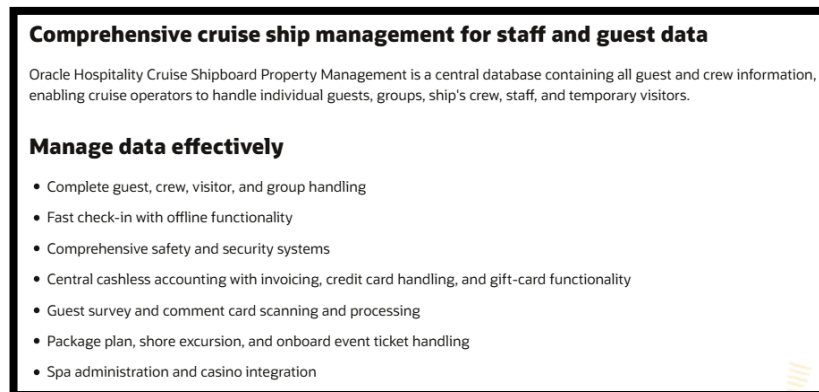 Comprehensive cruise ship management for staff and guest data
Oracle Hospitality Cruise Shipboard Property Management is a central database containing all guest and crew information,
enabling cruise operators to handle individual guests, groups, ship's crew, staff, and temporary visitors.
Manage data effectively
• Complete guest, crew, visitor, and group handling
• Fast check-in with offline functionality
• Comprehensive safety and security systems
• Central cashless accounting with invoicing, credit card handling, and gift-card functionality
• Guest survey and comment card scanning and processing
• Package plan, shore excursion, and onboard event ticket handling
• Spa administration and casino integration